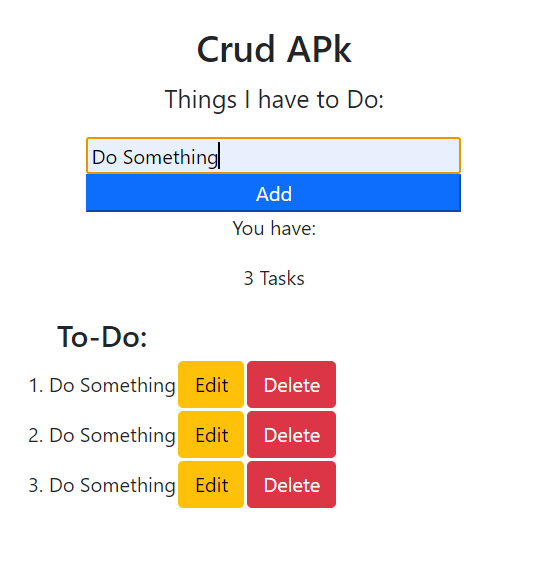 Crud APk
Things I have to Do:
Do Something
Add
You have:
3 Tasks
To-Do:
1. Do Something Edit Delete
2. Do Something Edit Delete
3. Do Something Edit Delete